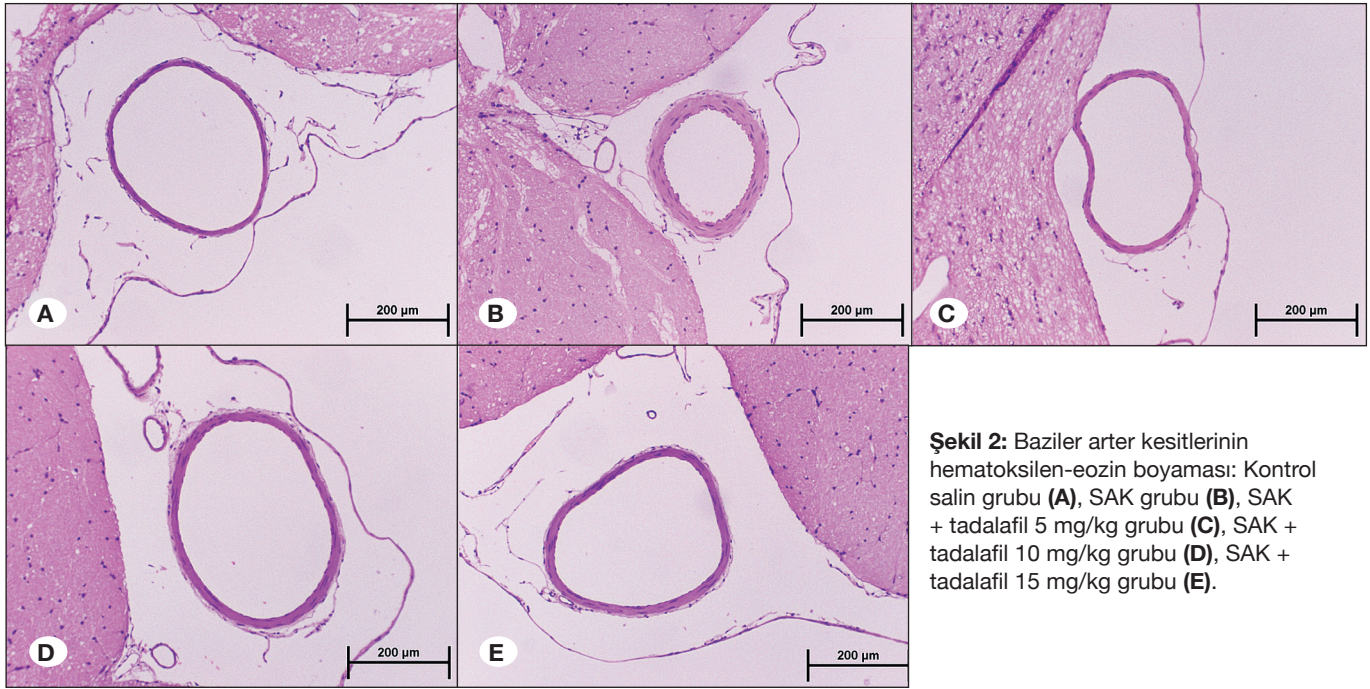 A
200 µm
B
200 µm
C
200 µm
D
200 µm
E
200 µm
Şekil 2: Baziler arter kesitlerinin
hematoksilen-eozin boyaması: Kontrol
salin grubu (A), SAK grubu (B), SAK
+ tadalafil 5 mg/kg grubu (C), SAK +
tadalafil 10 mg/kg grubu (D), SAK +
tadalafil 15 mg/kg grubu (E).